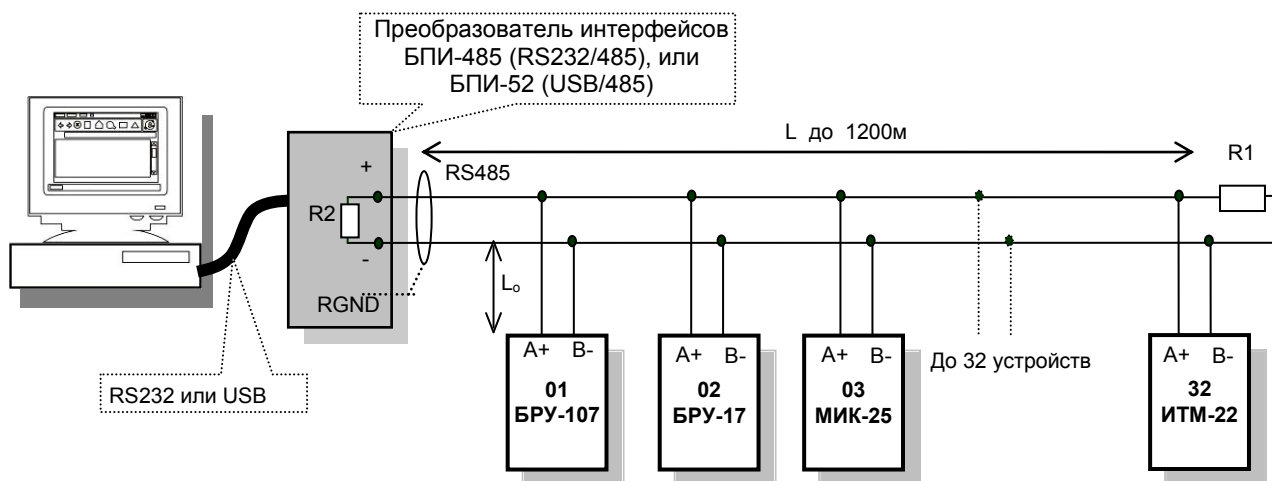 Преобразователь интерфейсов
БПИ-485 (RS232/485), или
БПИ-52 (USB/485)
L до 1200м
R1
+
RS485
R2
-
Lо
RGND
RS232 или USB
A+ B-
01
БРУ-107
A+ B-
02
БРУ-17
A+ B-
03
МИК-25
До 32 устройств
A+ B-
32
ИТМ-22